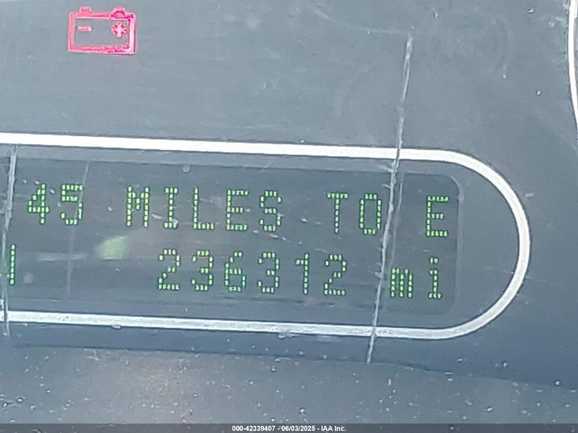 45 MILES TO E
236312 mi
000-42339407 - 06/03/2025 - IAA Inc.